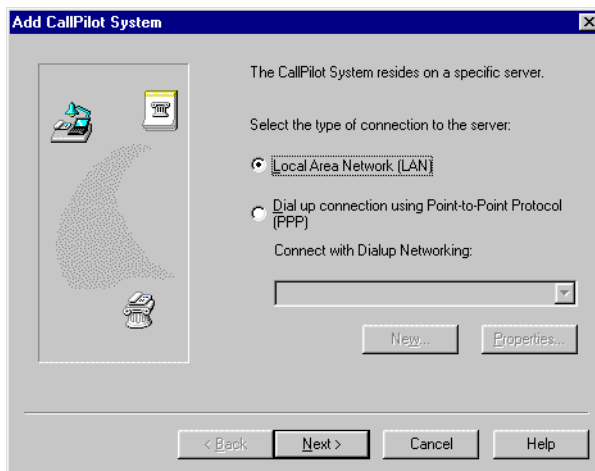 Add CallPilot System
The CallPilot System resides on a specific server.
Select the type of connection to the server:
Local Area Network (LAN)
Dial up connection using Point-to-Point Protocol
(PPP)
Connect with Dialup Networking:
New...
Properties...
< Back
Next >
Cancel
Help